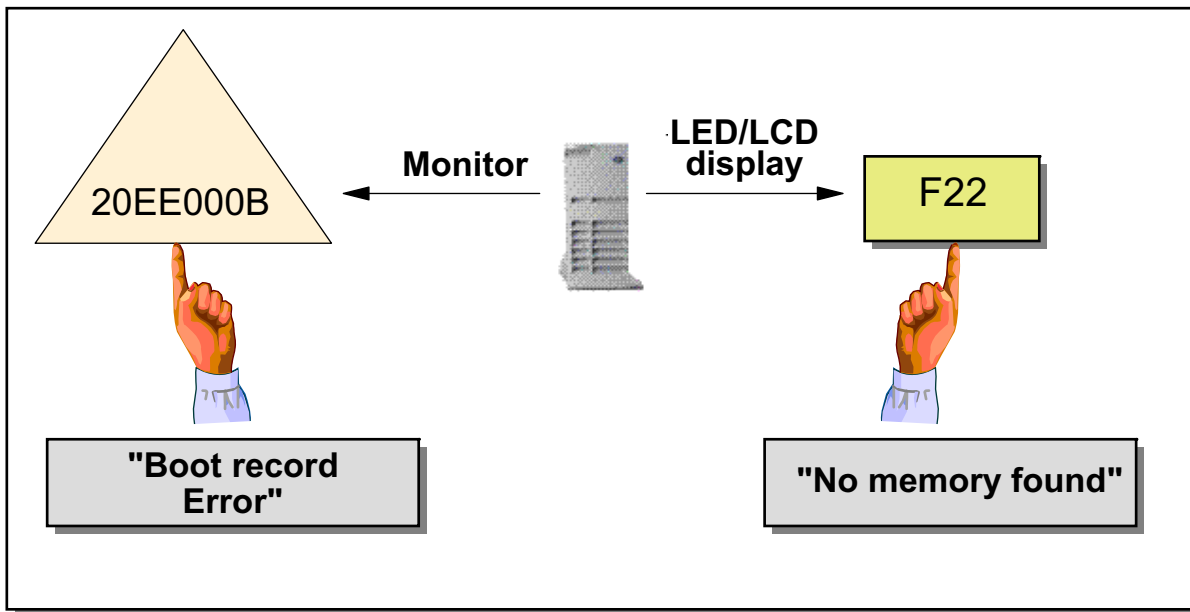 20EE000B
Monitor
LED/LCD
display
F22
"Boot record
Error"
"No memory found"